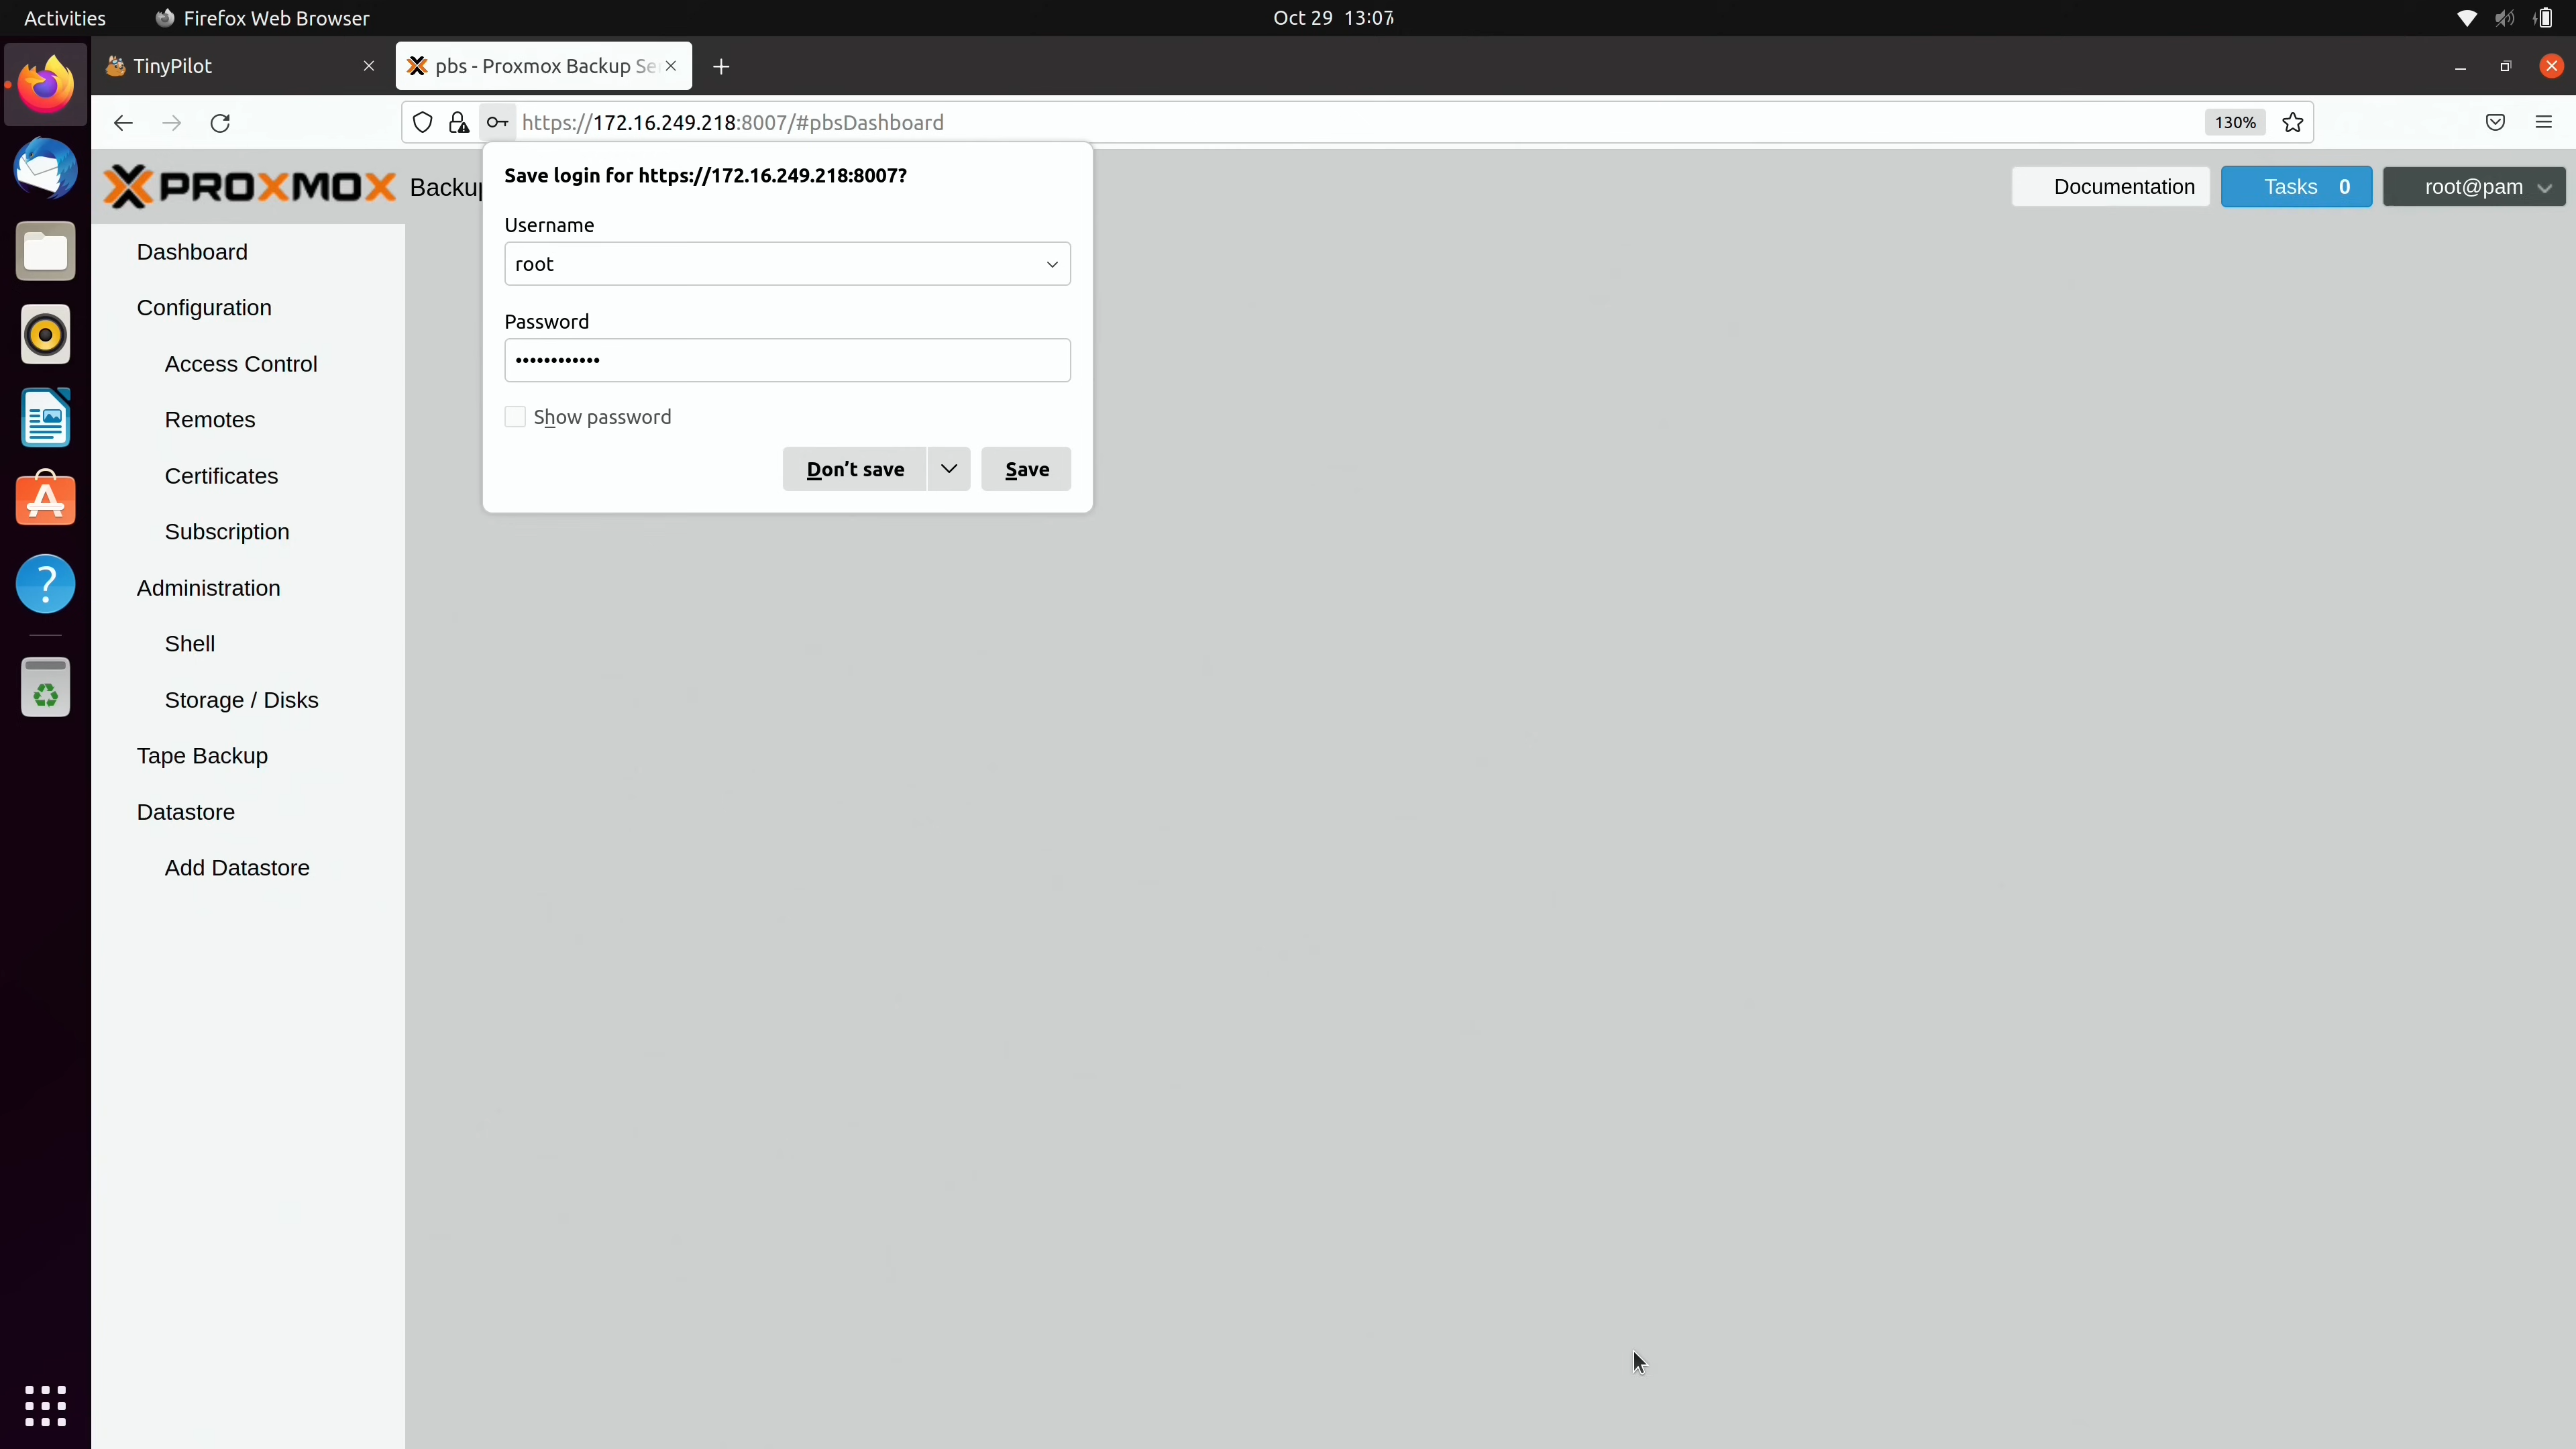 Activities
Firefox Web Browser
Oct 29 13:07
TinyPilot
pbs - Proxmox Backup Se
https://172.16.249.218:8007/#pbsDashboard
130%
PROXMOX
Backup
Documentation
Tasks 0
root@pam
Save login for https://172.16.249.218:8007?
Username
root
Password
Show password
Don't save
Save
Dashboard
Configuration
Access Control
Remotes
Certificates
Subscription
Administration
Shell
Storage / Disks
Tape Backup
Datastore
Add Datastore